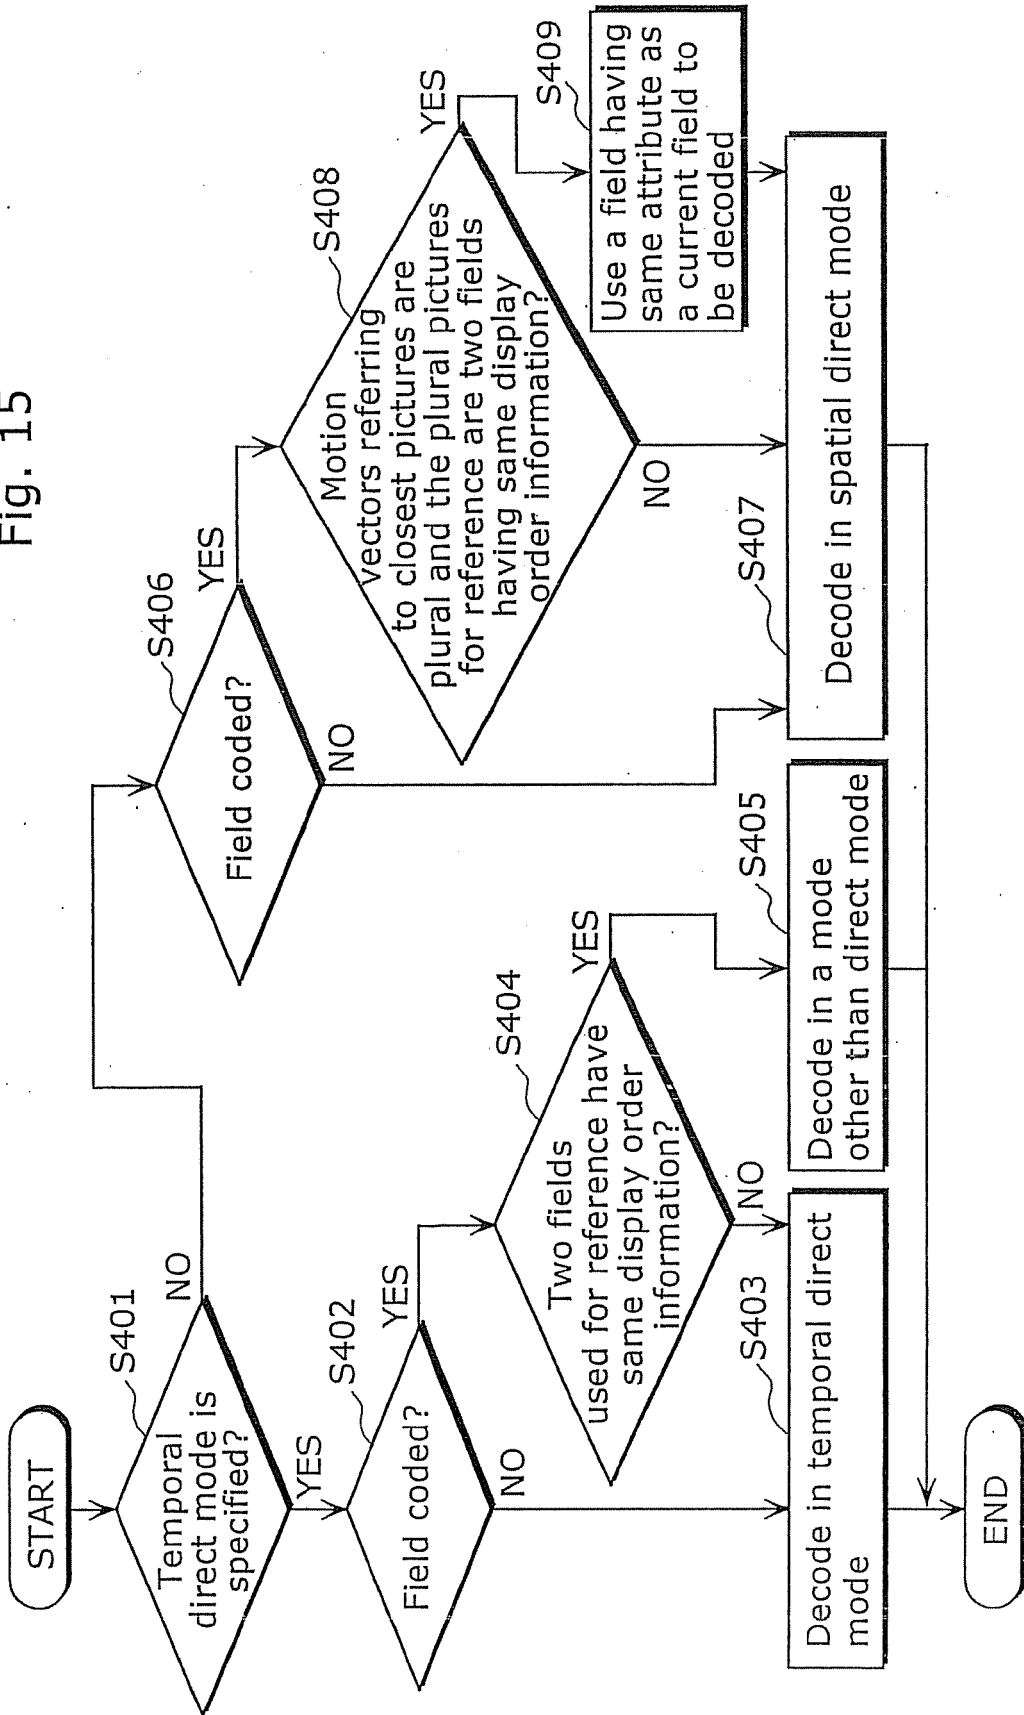 Fig. 15
START
S401
Temporal
direct mode is
specified?
NO
YES
S402
Field coded?
YES
NO
S404
Two fields
used for reference have
same display order
information?
YES
NO
S403
Decode in temporal direct
mode
S405
Decode in a mode
other than direct mode
S406
Field coded?
YES
NO
S408
Motion
vectors referring
to closest pictures are
plural and the plural pictures
for reference are two fields
having same display
order information?
YES
NO
S409
Use a field having
same attribute as
a current field to
be decoded
S407
Decode in spatial direct mode
END